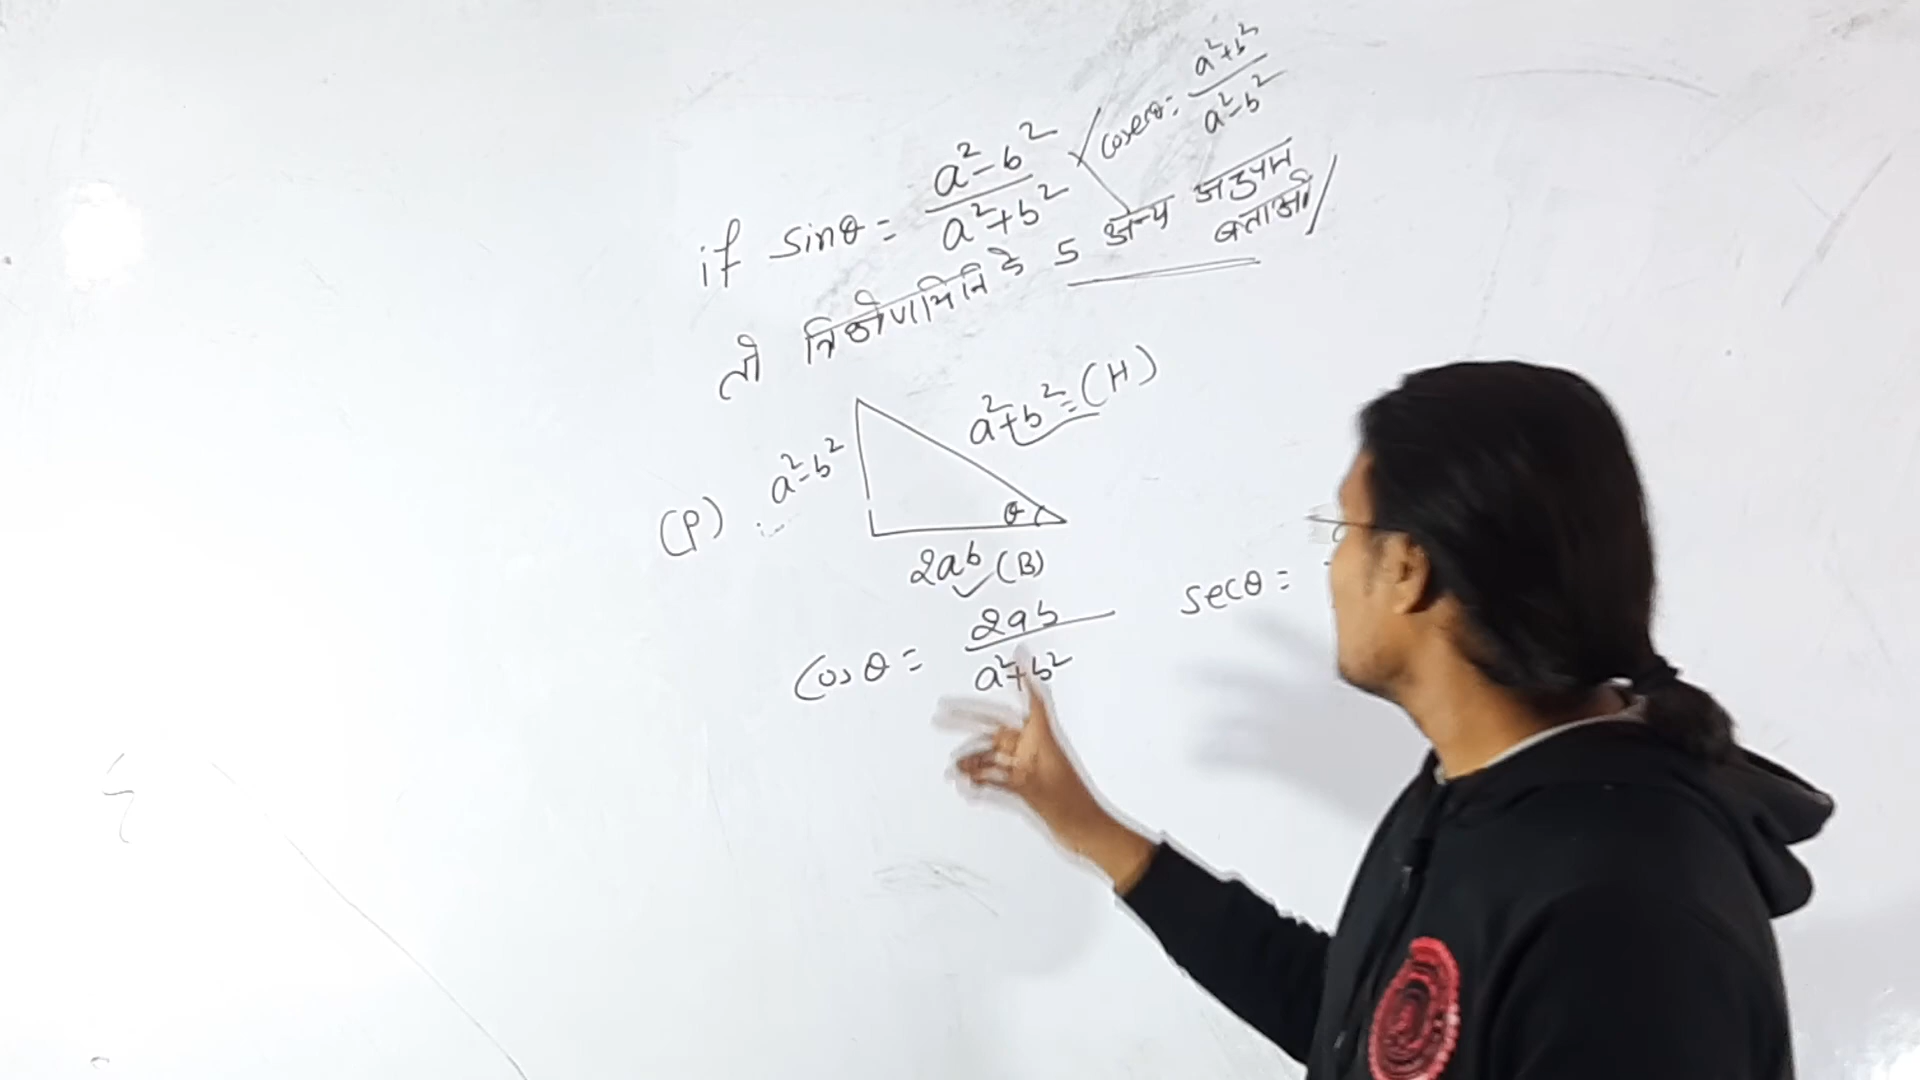 if sinθ = a²-b² / a²+b²
cosecθ = a²+b² / a²-b²
तो त्रिकोणमिति के 5 अन्य अनुपात बताओ/
a²-b²
(P)
a²+b² = (H)
θ
2ab (B)
cosθ = 2ab / a²+b²
secθ =